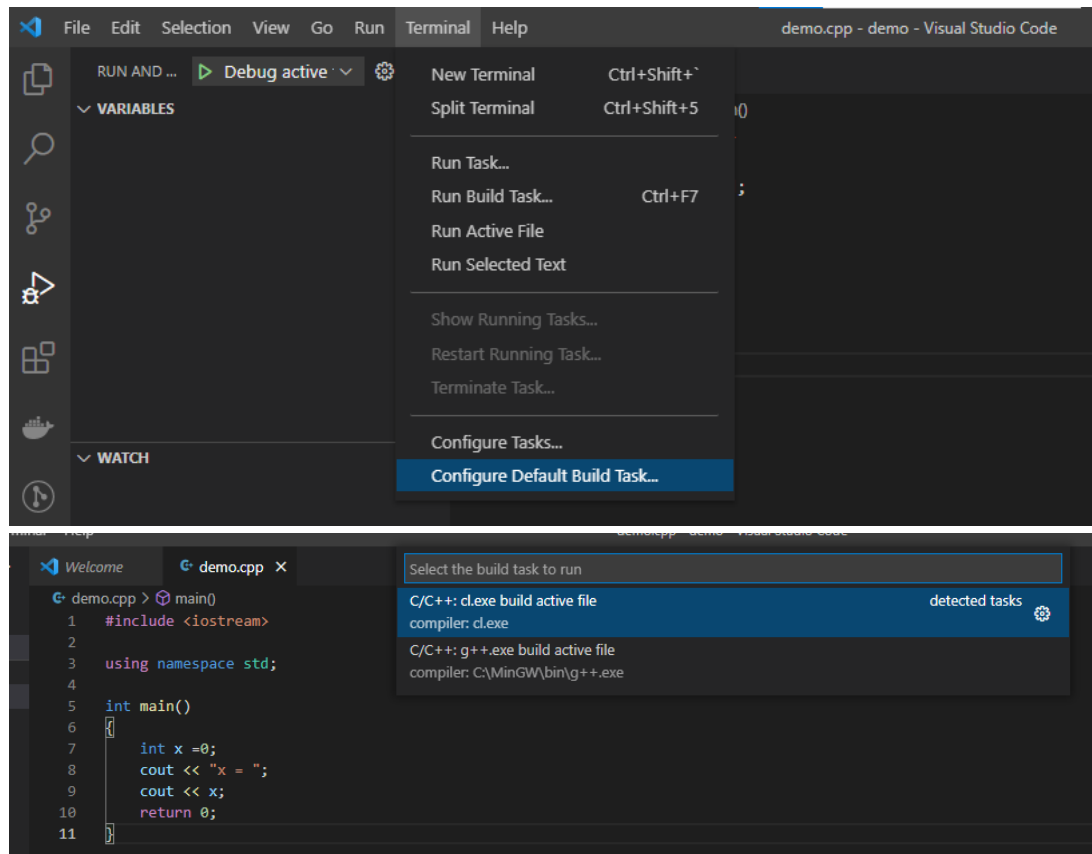 File Edit Selection View Go Run Terminal Help demo.cpp - demo - Visual Studio Code
RUN AND ... Debug active
New Terminal Ctrl+Shift+`
VARIABLES
Split Terminal Ctrl+Shift+5
()
Run Task...
Run Build Task... Ctrl+F7
;
Run Active File
Run Selected Text
Show Running Tasks...
Restart Running Task...
Terminate Task...
Configure Tasks...
WATCH
Configure Default Build Task...
Welcome demo.cpp
Select the build task to run
demo.cpp > main()
C/C++: cl.exe build active file detected tasks
compiler: cl.exe
C/C++: g++.exe build active file
compiler: C:\MinGW\bin\g++.exe
1 #include <iostream>
2
3 using namespace std;
4
5 int main()
6 {
7 int x =0;
8 cout << "x = ";
9 cout << x;
10 return 0;
11 }